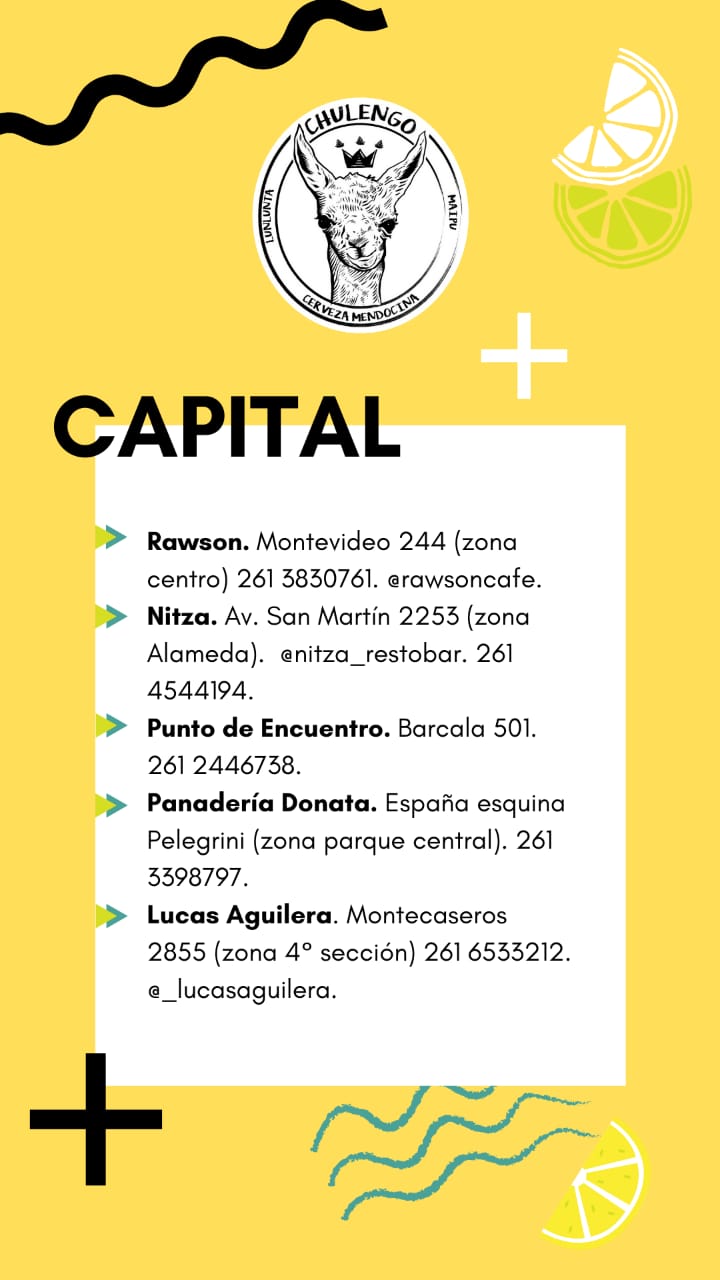 CHULENGO
LUNLUNTA
MAIPU
CERVEZA MENDOCINA
CAPITAL
Rawson. Montevideo 244 (zona
centro) 261 3830761. @rawsoncafe.
Nitza. Av. San Martín 2253 (zona
Alameda).  @nitza_restobar. 261
4544194.
Punto de Encuentro. Barcala 501.
261 2446738.
Panadería Donata. España esquina
Pelegrini (zona parque central). 261
3398797.
Lucas Aguilera. Montecaseros
2855 (zona 4° sección) 261 6533212.
@_lucasaguilera.